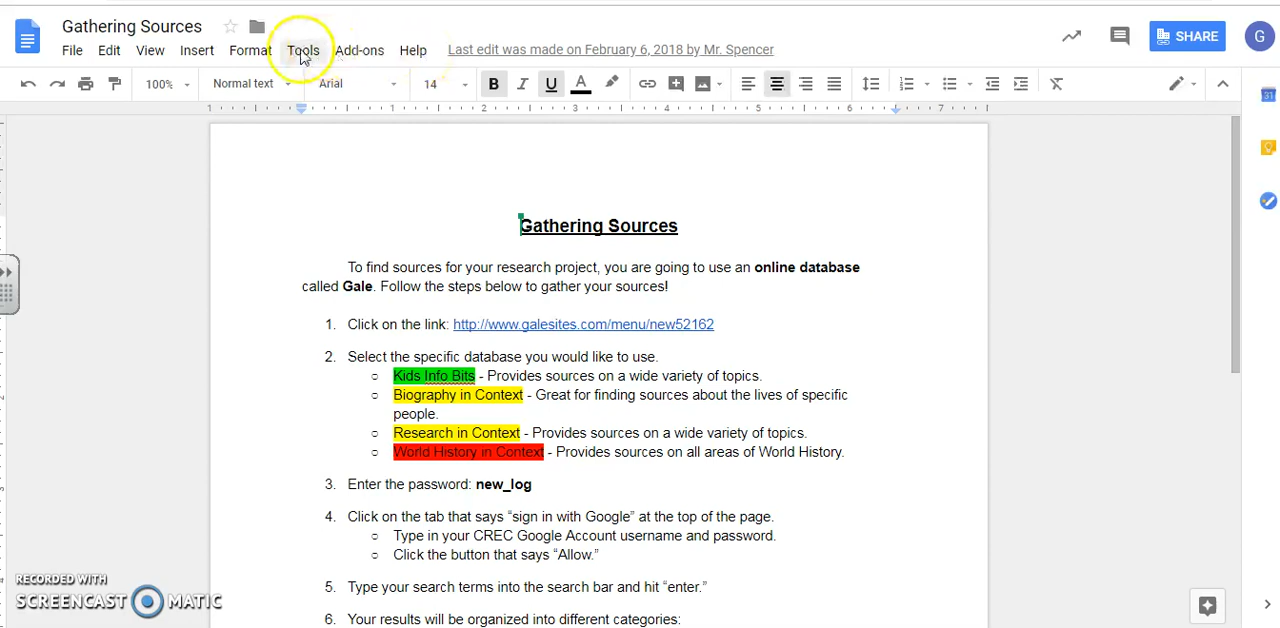 Gathering Sources
File Edit View Insert Format Tools Add-ons Help Last edit was made on February 6, 2018 by Mr. Spencer
SHARE
G
100% Normal text Arial 14 B I U A
1 1 2 3 4 5 6 7
31
Gathering Sources
To find sources for your research project, you are going to use an online database
called Gale. Follow the steps below to gather your sources!
1. Click on the link: http://www.galesites.com/menu/new52162
2. Select the specific database you would like to use.
○ Kids Info Bits - Provides sources on a wide variety of topics.
○ Biography in Context - Great for finding sources about the lives of specific
people.
○ Research in Context - Provides sources on a wide variety of topics.
○ World History in Context - Provides sources on all areas of World History.
3. Enter the password: new_log
4. Click on the tab that says “sign in with Google” at the top of the page.
○ Type in your CREC Google Account username and password.
○ Click the button that says “Allow.”
5. Type your search terms into the search bar and hit “enter.”
6. Your results will be organized into different categories:
RECORDED WITH
SCREENCAST MATIC